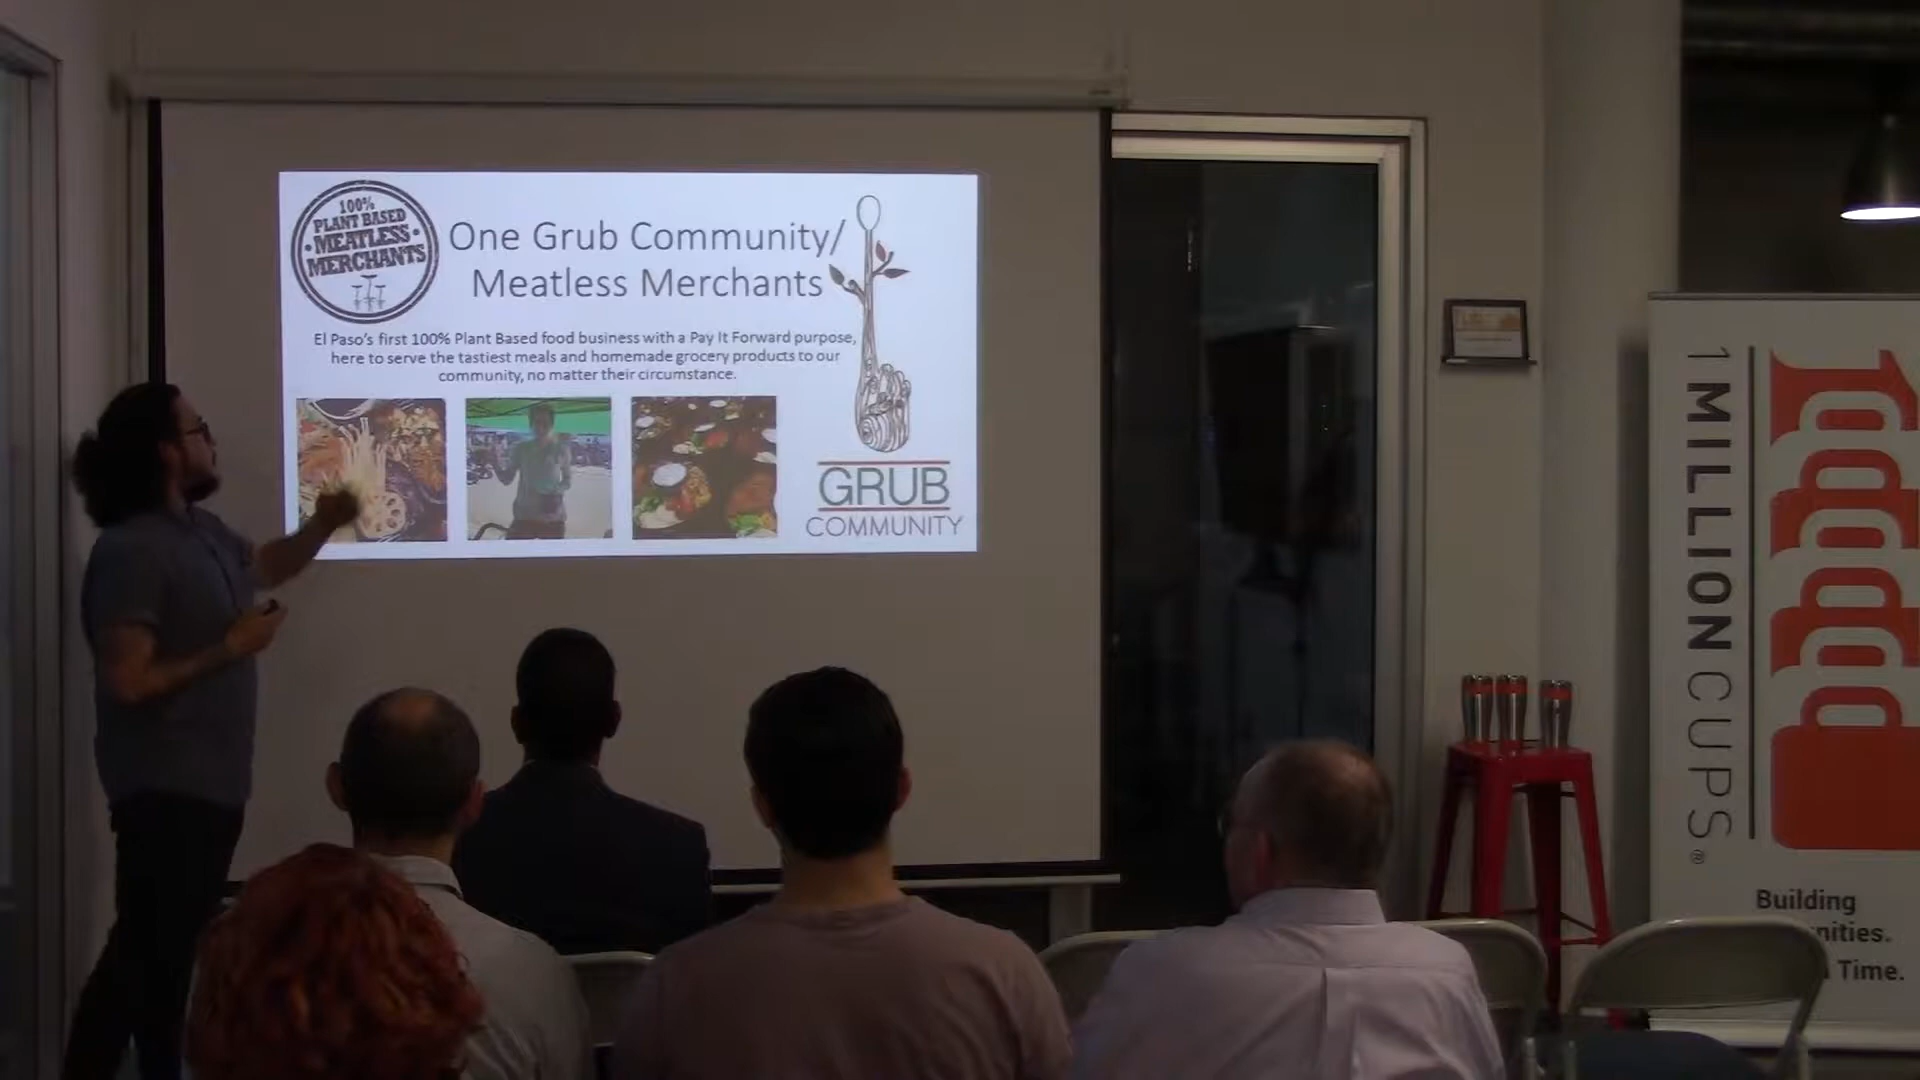 100%
PLANT BASED
MEATLESS
MERCHANTS
One Grub Community/
Meatless Merchants
El Paso's first 100% Plant Based food business with a Pay It Forward purpose,
here to serve the tastiest meals and homemade grocery products to our
community, no matter their circumstance.
GRUB
COMMUNITY
1 MILLION CUPS®
Building
Time.